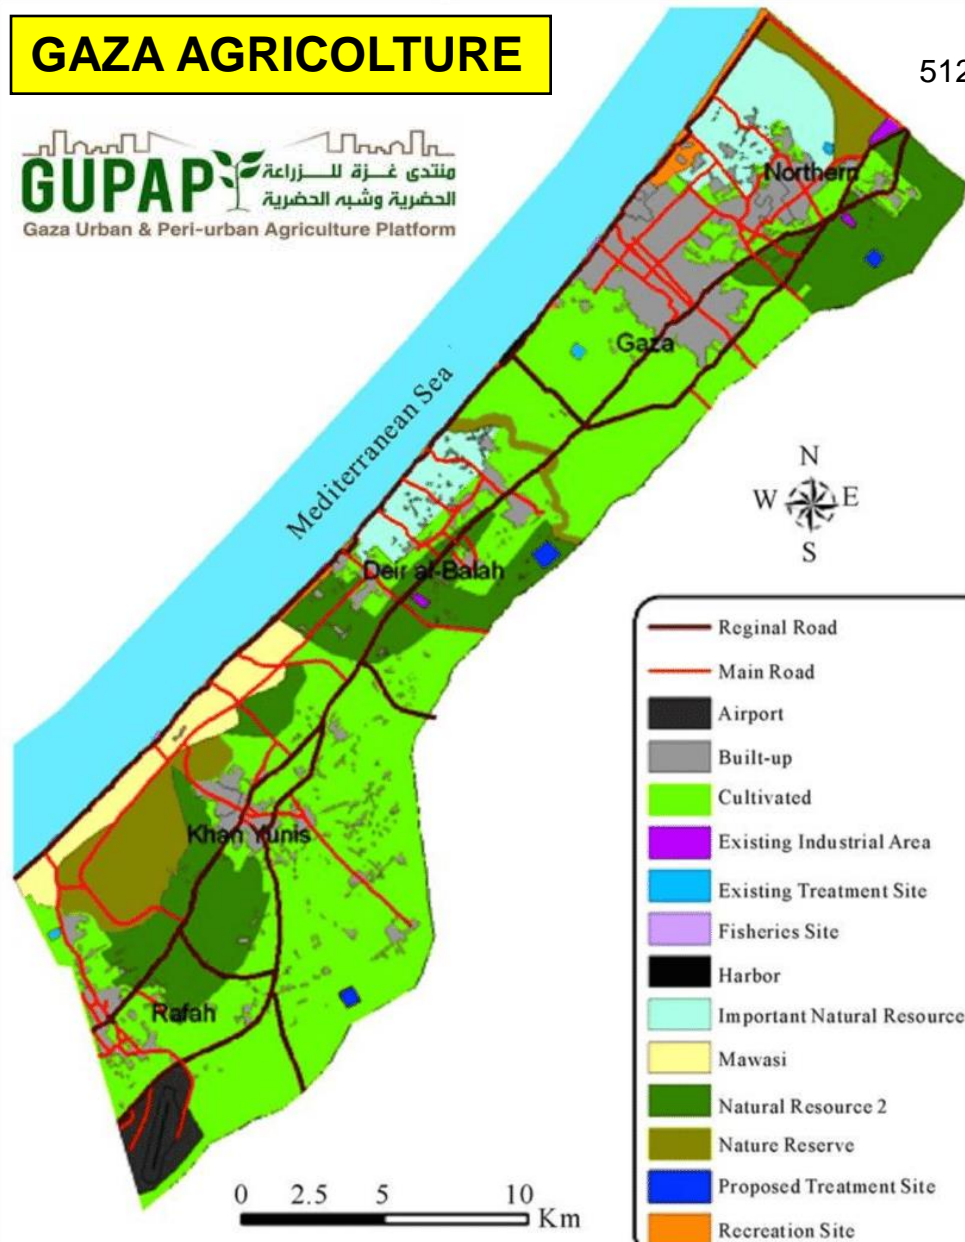 GAZA AGRICOLTURE
512
GUPAP
منتدى غـزة للـــزراعة
الحضرية وشبه الحضرية
Gaza Urban & Peri-urban Agriculture Platform
Northern
Gaza
Mediterranean Sea
N
W E
S
Deir al-Balah
Khan Yunis
Rafah
Reginal Road
Main Road
Airport
Built-up
Cultivated
Existing Industrial Area
Existing Treatment Site
Fisheries Site
Harbor
Important Natural Resource
Mawasi
Natural Resource 2
Nature Reserve
Proposed Treatment Site
Recreation Site
0 2.5 5 10
Km